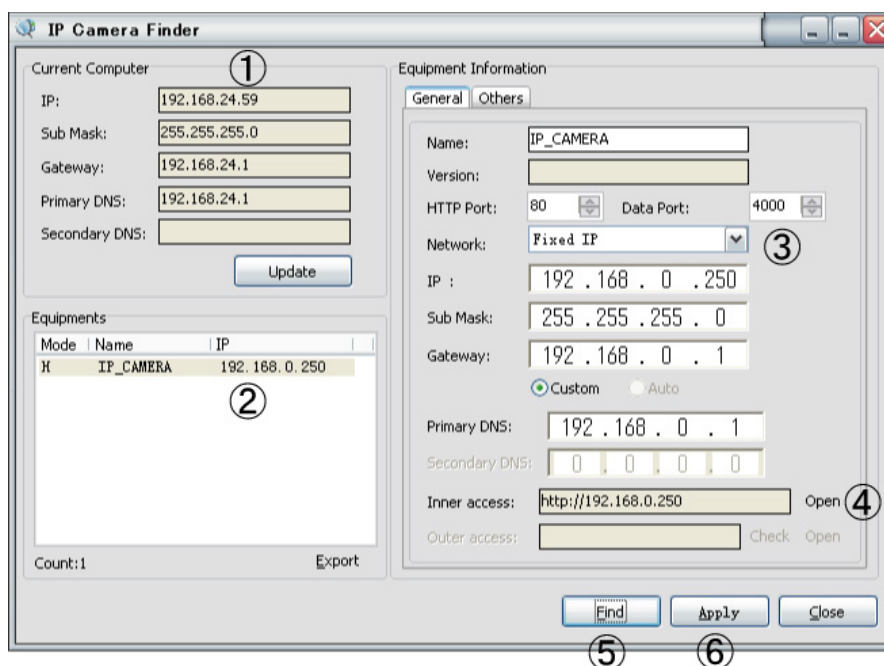 IP Camera Finder
Current Computer
①
IP: 192.168.24.59
Sub Mask: 255.255.255.0
Gateway: 192.168.24.1
Primary DNS: 192.168.24.1
Secondary DNS:
Update
Equipments
Mode Name IP
H IP_CAMERA 192.168.0.250
②
Count:1 Export
Equipment Information
General Others
Name: IP_CAMERA
Version:
HTTP Port: 80 Data Port: 4000
Network: Fixed IP
③
IP : 192 .168 . 0 .250
Sub Mask: 255 .255 .255 . 0
Gateway: 192 .168 . 0 . 1
Custom Auto
Primary DNS: 192 .168 . 0 . 1
Secondary DNS: 0 . 0 . 0 . 0
Inner access: http://192.168.0.250 Open ④
Outer access: Check Open
Find Apply Close
⑤ ⑥